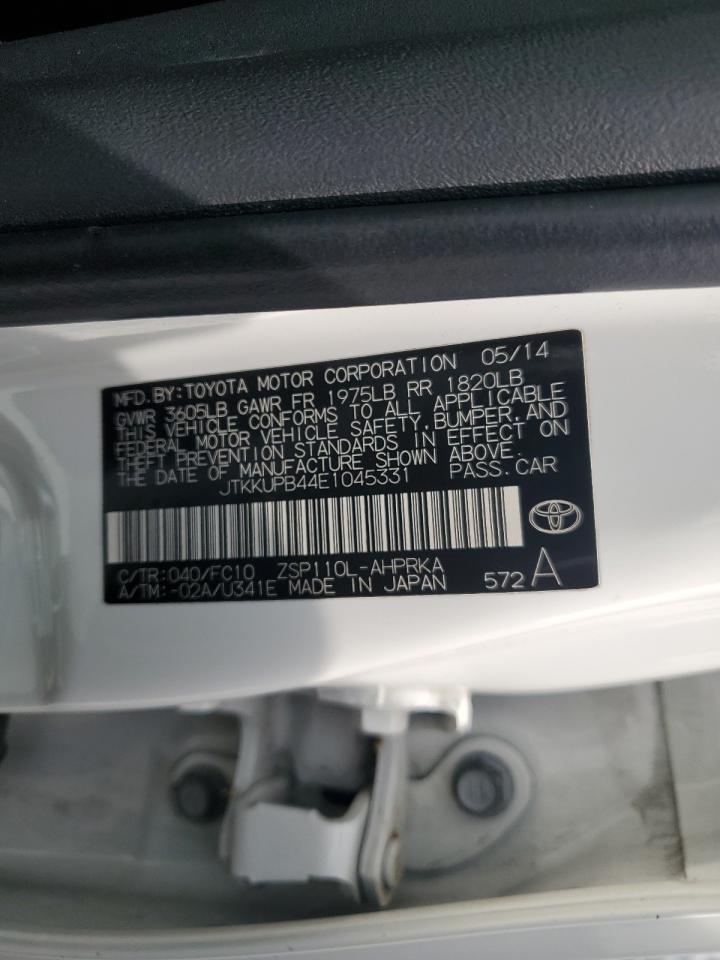 MFD.BY:TOYOTA MOTOR CORPORATION 05/14
GVWR 3605LB GAWR FR 1975LB RR 1820LB
THIS VEHICLE CONFORMS TO ALL APPLICABLE
FEDERAL MOTOR VEHICLE SAFETY,BUMPER,AND
THEFT PREVENTION STANDARDS IN EFFECT ON
THE DATE OF MANUFACTURE SHOWN ABOVE.
JTKKUPB44E1045331 PASS.CAR
C/TR:040/FC10 ZSP110L-AHPRKA
A/TM:-02A/U341E MADE IN JAPAN 572 A